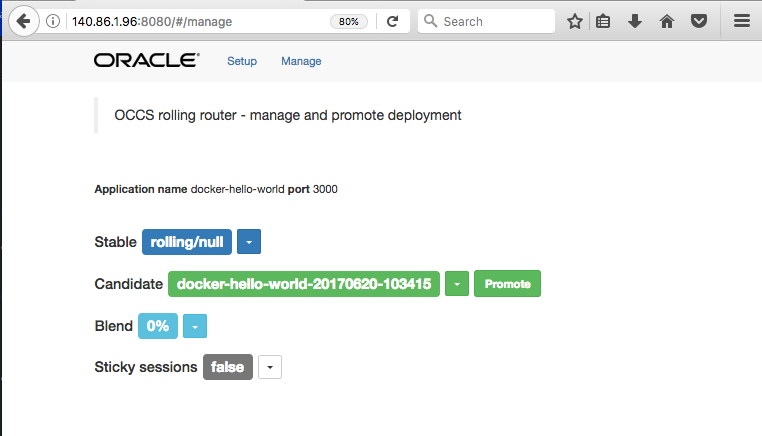 140.86.1.96:8080/#/manage 80% Search
ORACLE® Setup Manage
OCCS rolling router - manage and promote deployment
Application name docker-hello-world port 3000
Stable rolling/null
Candidate docker-hello-world-20170620-103415 Promote
Blend 0%
Sticky sessions false